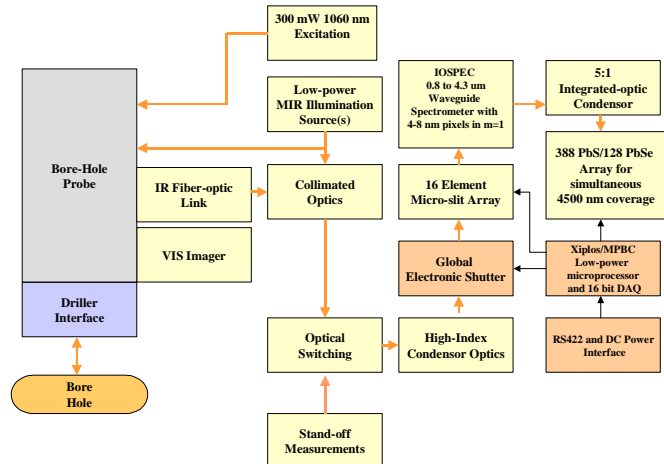 300 mW 1060 nm
Excitation
Low-power
MIR Illumination
Source(s)
Bore-Hole
Probe
IR Fiber-optic
Link
VIS Imager
Driller
Interface
Bore
Hole
Collimated
Optics
Optical
Switching
Stand-off
Measurements
High-Index
Condensor Optics
Global
Electronic Shutter
16 Element
Micro-slit Array
IOSPEC
0.8 to 4.3 um
Waveguide
Spectrometer with
4-8 nm pixels in m=1
5:1
Integrated-optic
Condensor
388 PbS/128 PbSe
Array for
simultaneous
4500 nm coverage
Xiplos/MPBC
Low-power
microprocessor
and 16 bit DAQ
RS422 and DC Power
Interface